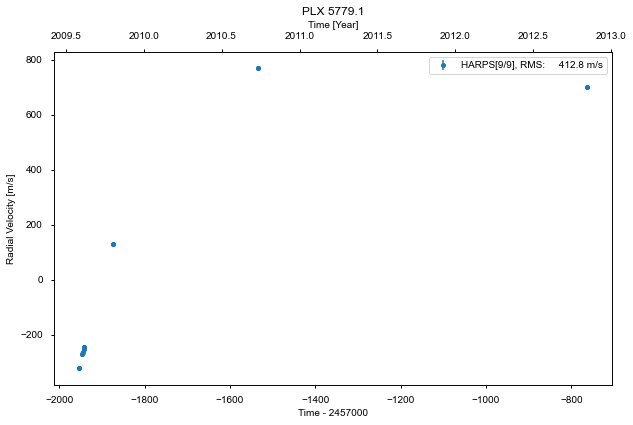 PLX 5779.1
Time [Year]
2009.5 2010.0 2010.5 2011.0 2011.5 2012.0 2012.5 2013.0
HARPS[9/9], RMS: 412.8 m/s
800
600
400
200
0
−200
Radial Velocity [m/s]
−2000 −1800 −1600 −1400 −1200 −1000 −800
Time - 2457000